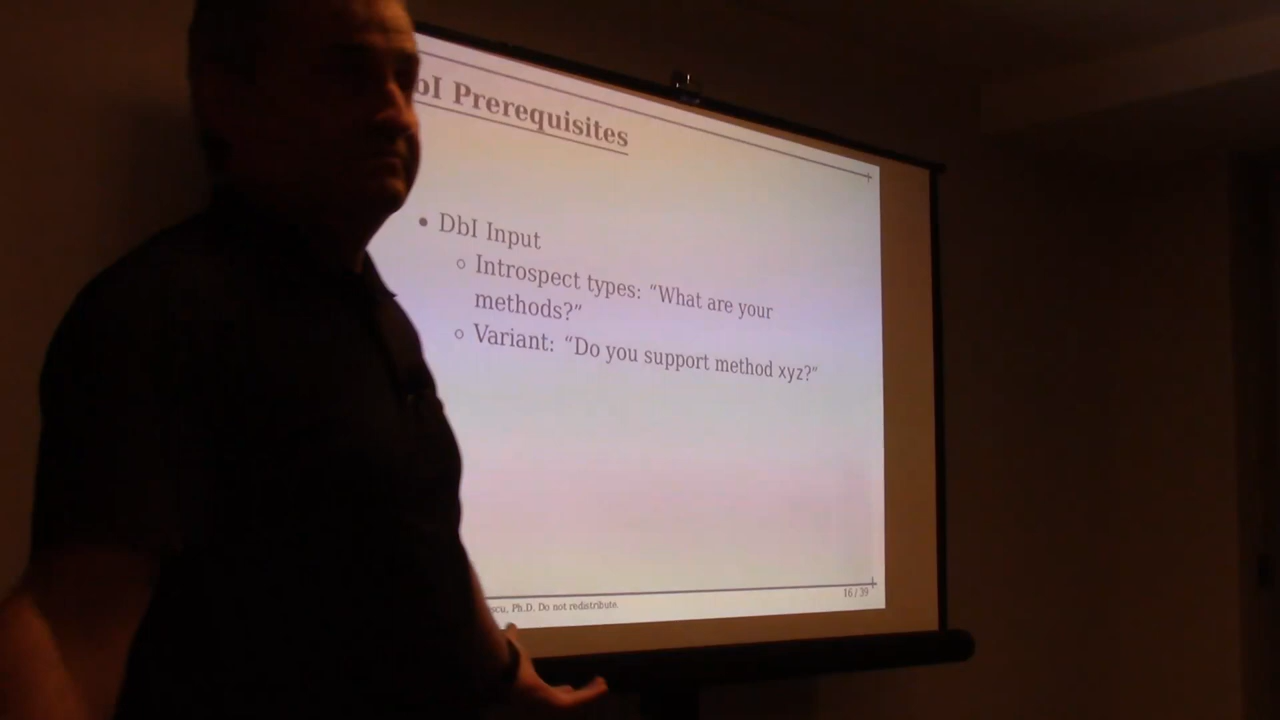 bI Prerequisites
• DbI Input
◦ Introspect types: “What are your
methods?”
◦ Variant: “Do you support method xyz?”
scu, Ph.D. Do not redistribute.
16 / 39